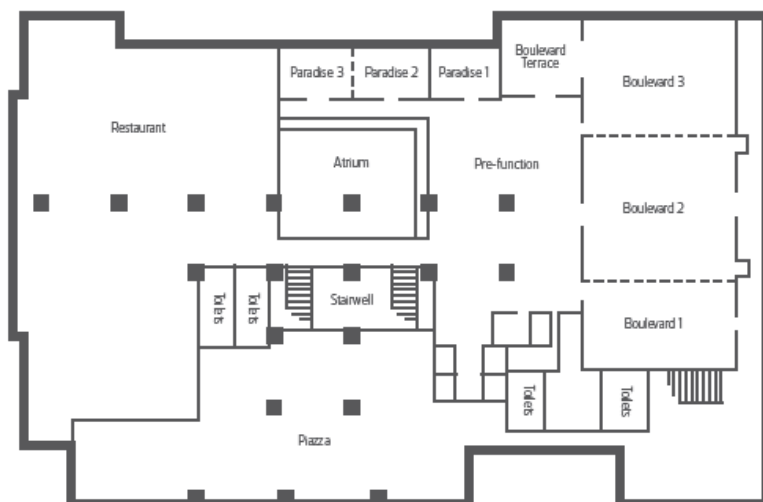 Boulevard
Terrace
Paradise 3
Paradise 2
Paradise 1
Boulevard 3
Restaurant
Atrium
Pre-function
Boulevard 2
Toilets
Toilets
Stairwell
Boulevard 1
Toilets
Toilets
Piazza